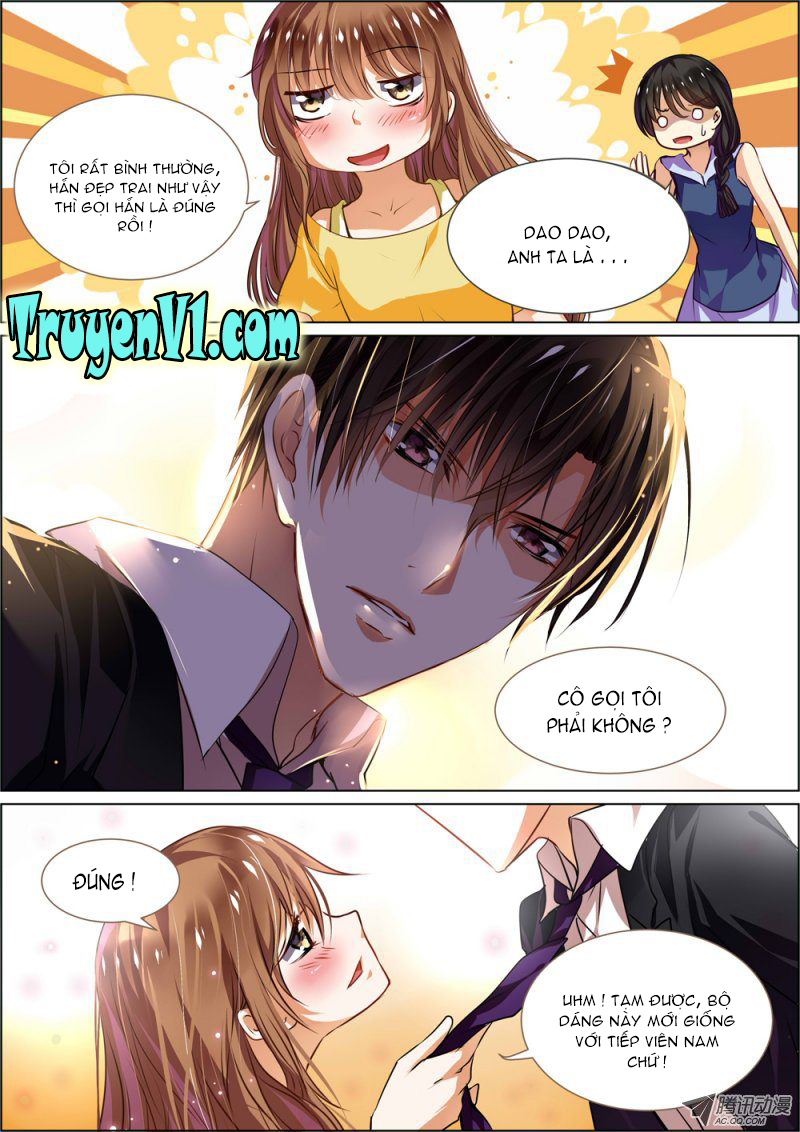 TÔI RẤT BÌNH THƯỜNG,
HẮN ĐẸP TRAI NHƯ VẬY
THÌ GỌI HẮN LÀ ĐÚNG
RỒI !
DAO DAO,
ANH TA LÀ . . .
TruyenV1.com
CÔ GỌI TÔI
PHẢI KHÔNG ?
ĐÚNG !
UHM ! TẠM ĐƯỢC, BỘ
DÁNG NÀY MỚI GIỐNG
VỚI TIẾP VIÊN NAM
CHỨ !
腾讯动漫
AC.QQ.COM